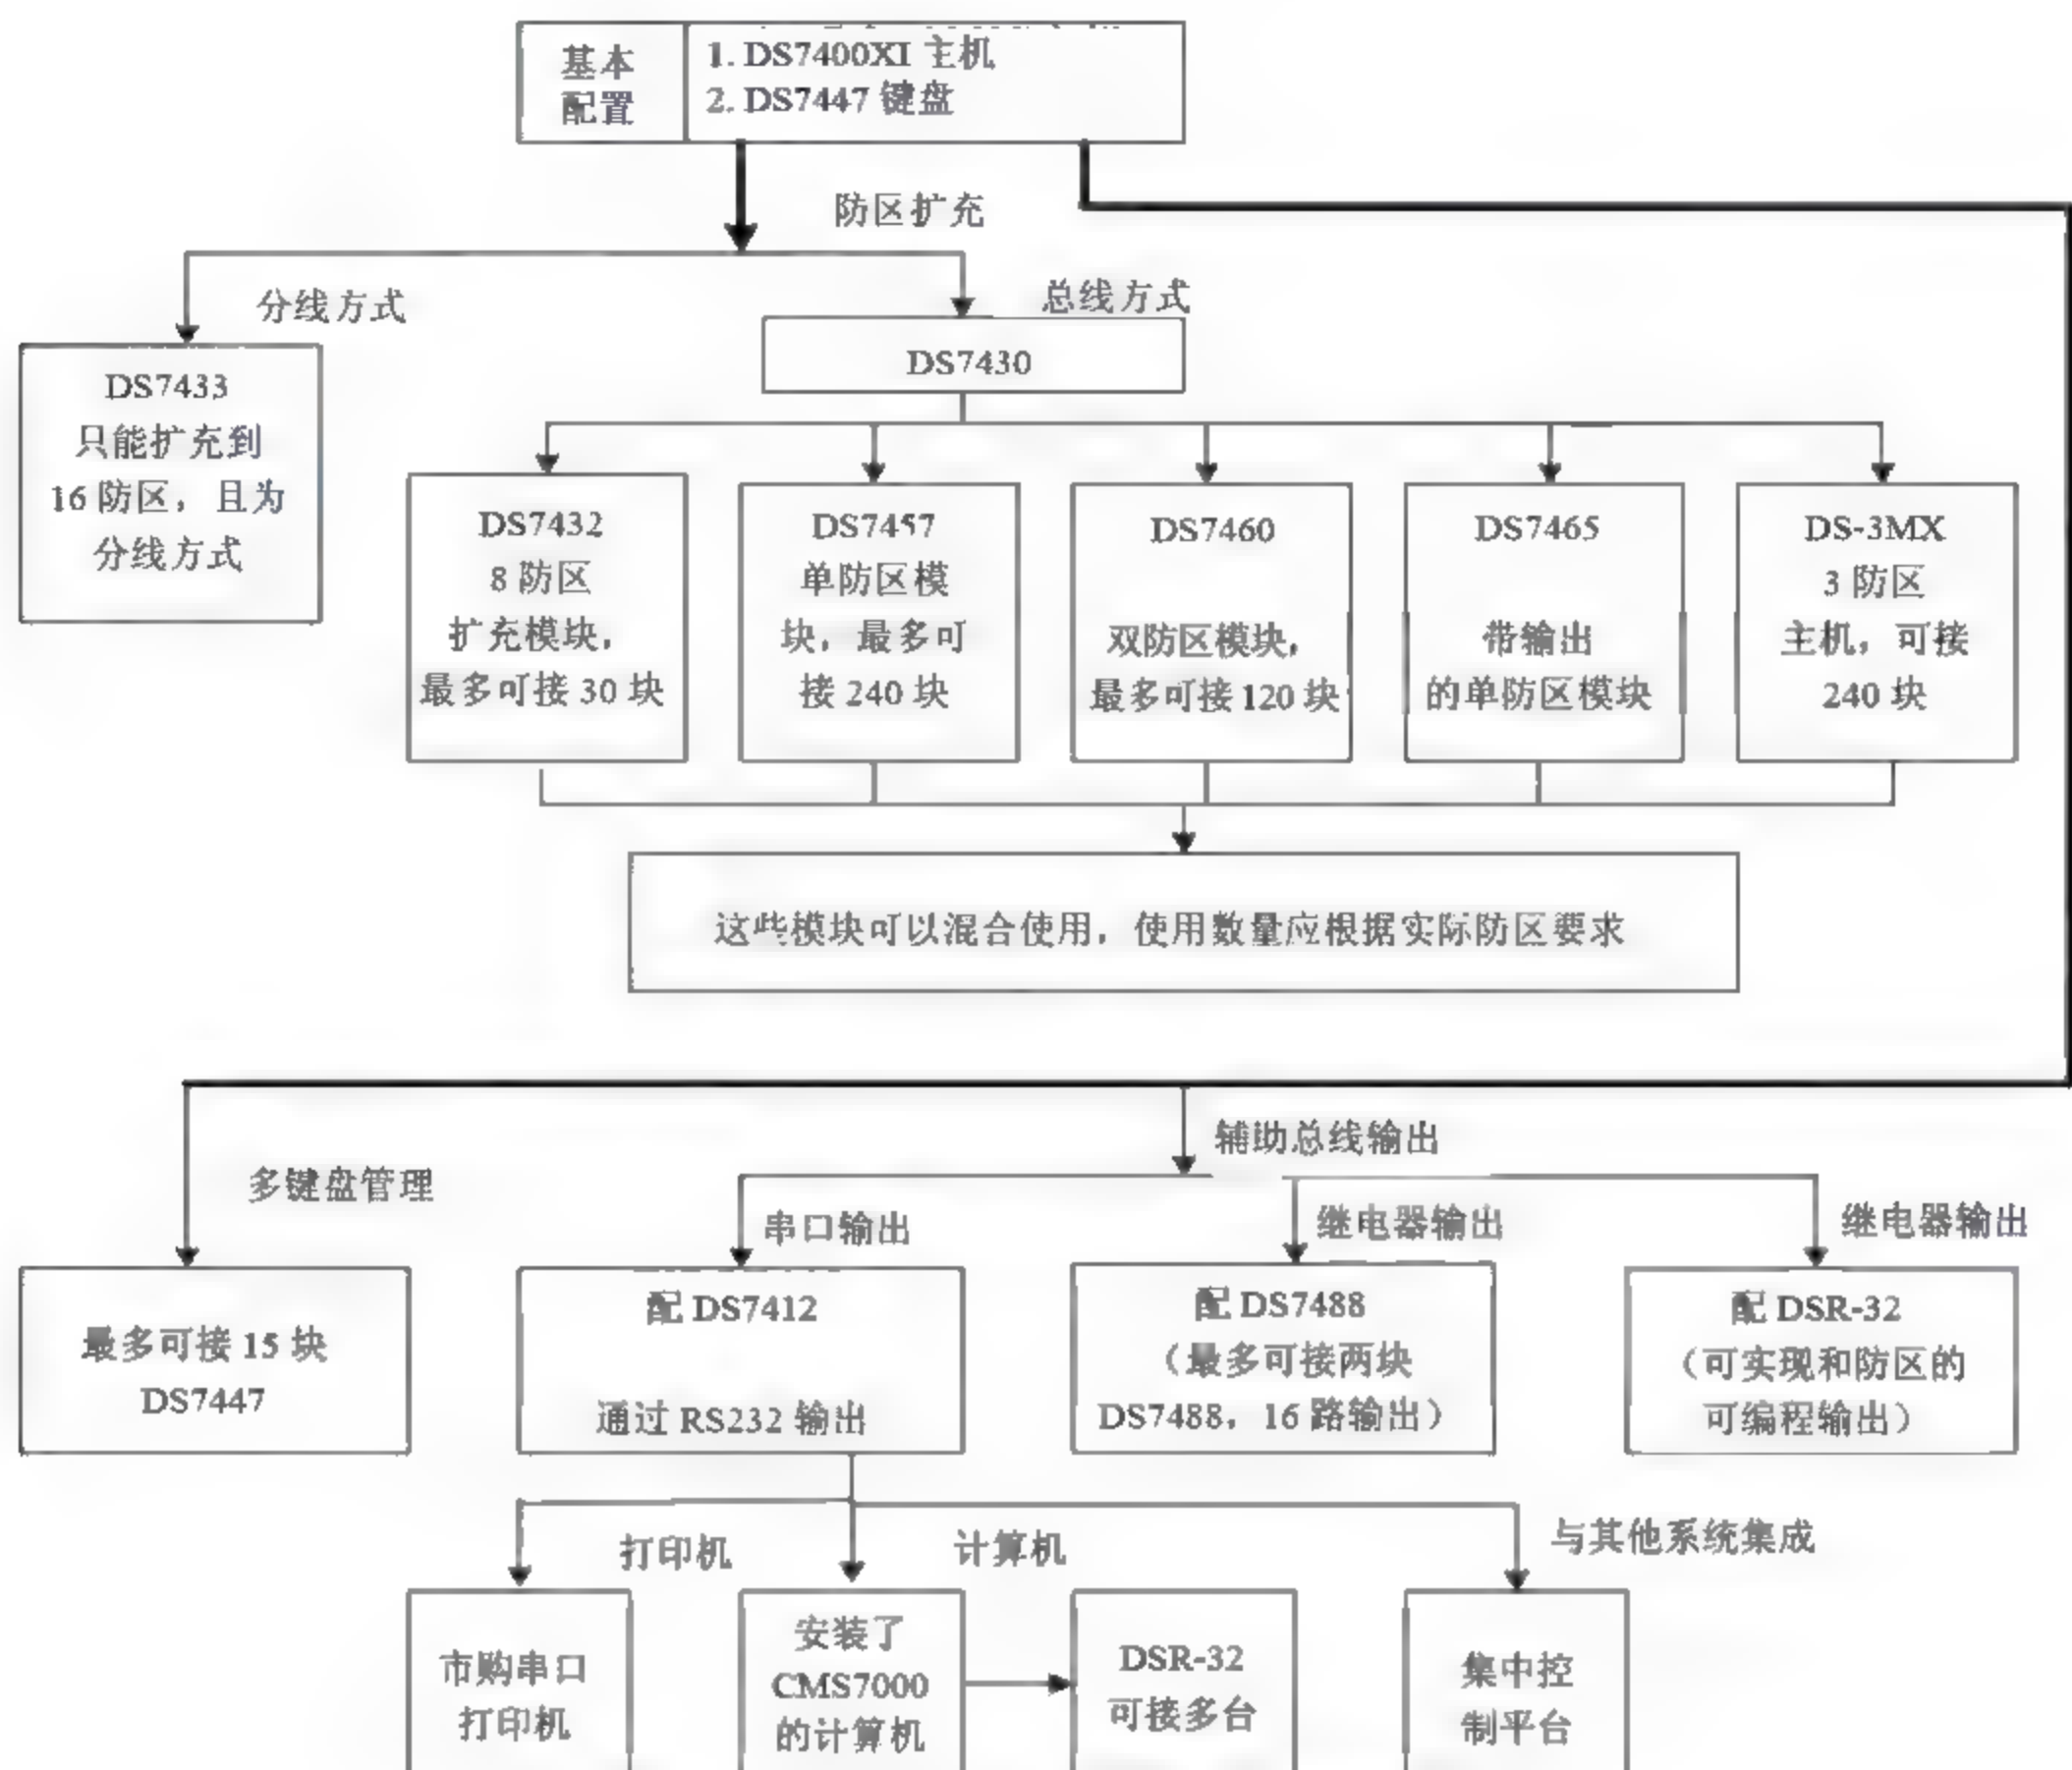 基本
配置
1. DS7400XI 主机
2. DS7447 键盘
防区扩充
分线方式
总线方式
DS7433
只能扩充到
16 防区，且为
分线方式
DS7430
DS7432
8 防区
扩充模块，
最多可接 30 块
DS7457
单防区模
块，最多可
接 240 块
DS7460
双防区模块，
最多可接 120 块
DS7465
带输出
的单防区模块
DS-3MX
3 防区
主机，可接
240 块
这些模块可以混合使用，使用数量应根据实际防区要求
辅助总线输出
多键盘管理
串口输出
继电器输出
继电器输出
最多可接 15 块
DS7447
配 DS7412
通过 RS232 输出
配 DS7488
（最多可接两块
DS7488，16 路输出）
配 DSR-32
（可实现和防区的
可编程输出）
打印机
计算机
与其他系统集成
市购串口
打印机
安装了
CMS7000
的计算机
DSR-32
可接多台
集中控
制平台